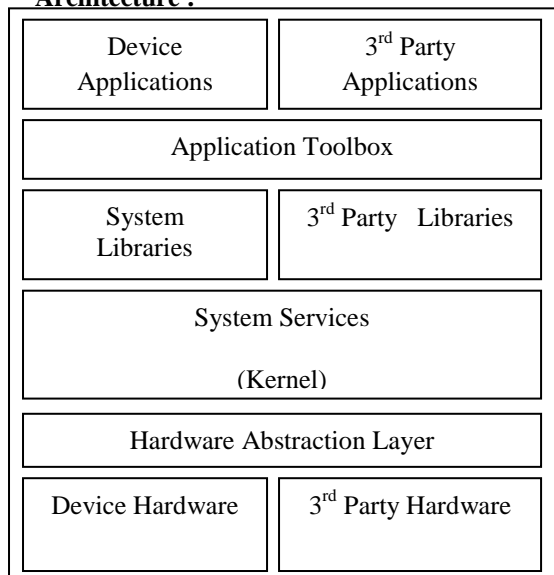 Architecture :
Device
Applications
3rd Party
Applications
Application Toolbox
System
Libraries
3rd Party Libraries
System Services
(Kernel)
Hardware Abstraction Layer
Device Hardware
3rd Party Hardware